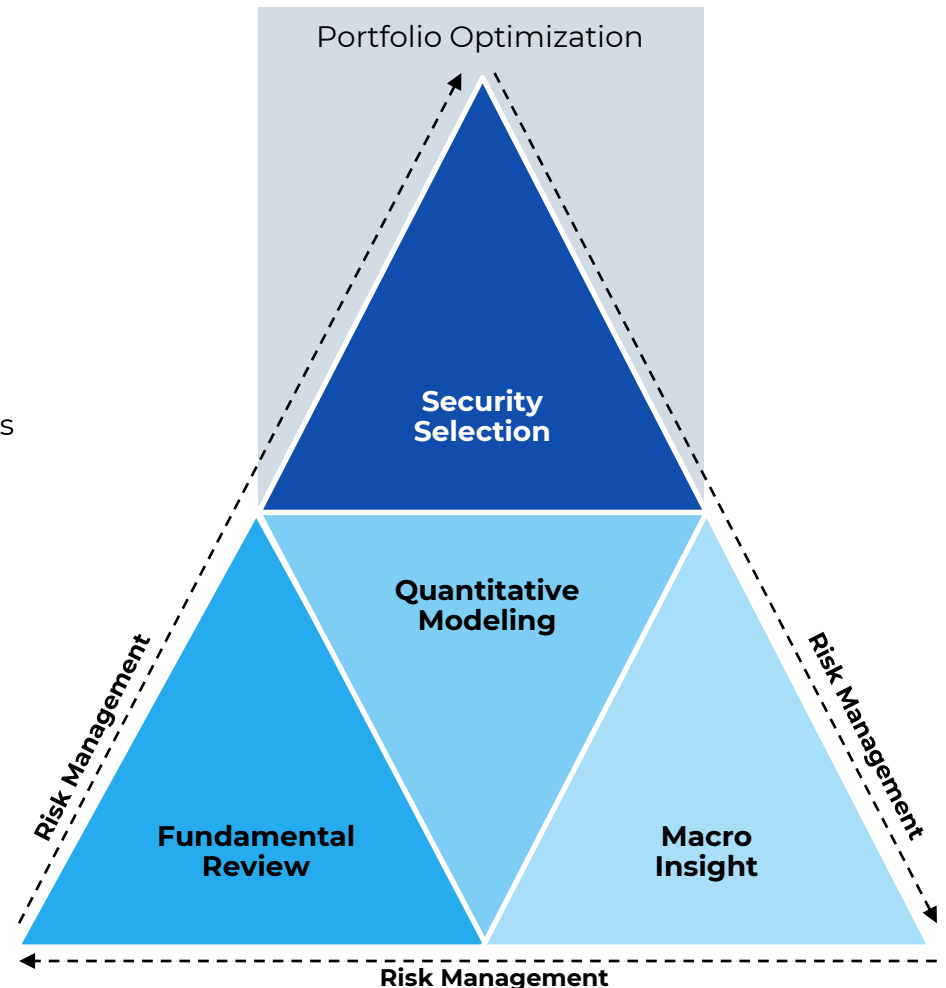 Portfolio Optimization
Security
Selection
s
Quantitative
Modeling
Risk Management
Risk Management
Fundamental
Review
Macro
Insight
Risk Management